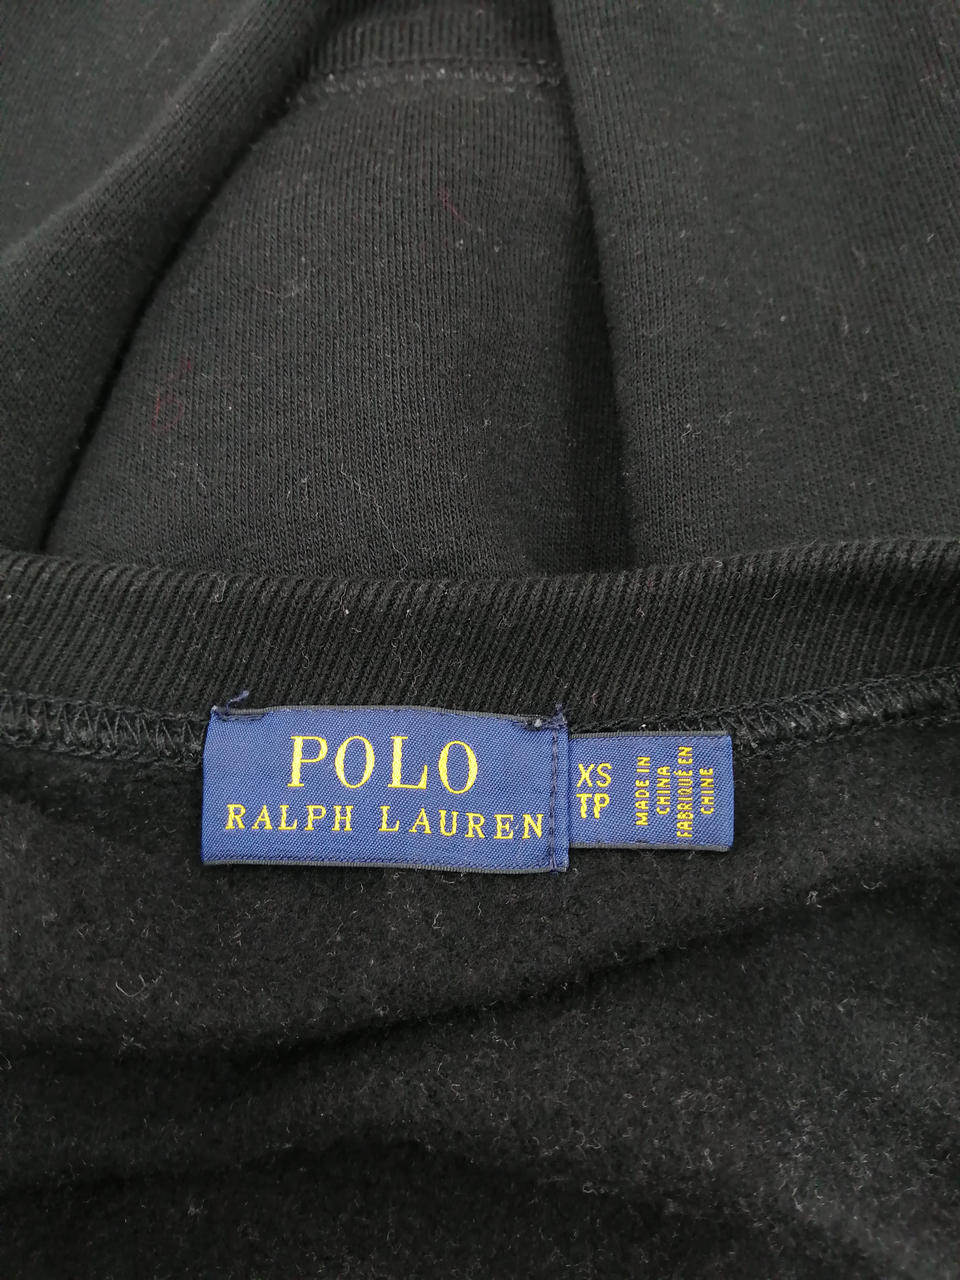 POLO
RALPH LAUREN
XS
TP
MADE IN
CHINA
FABRIQUÉ EN
CHINE